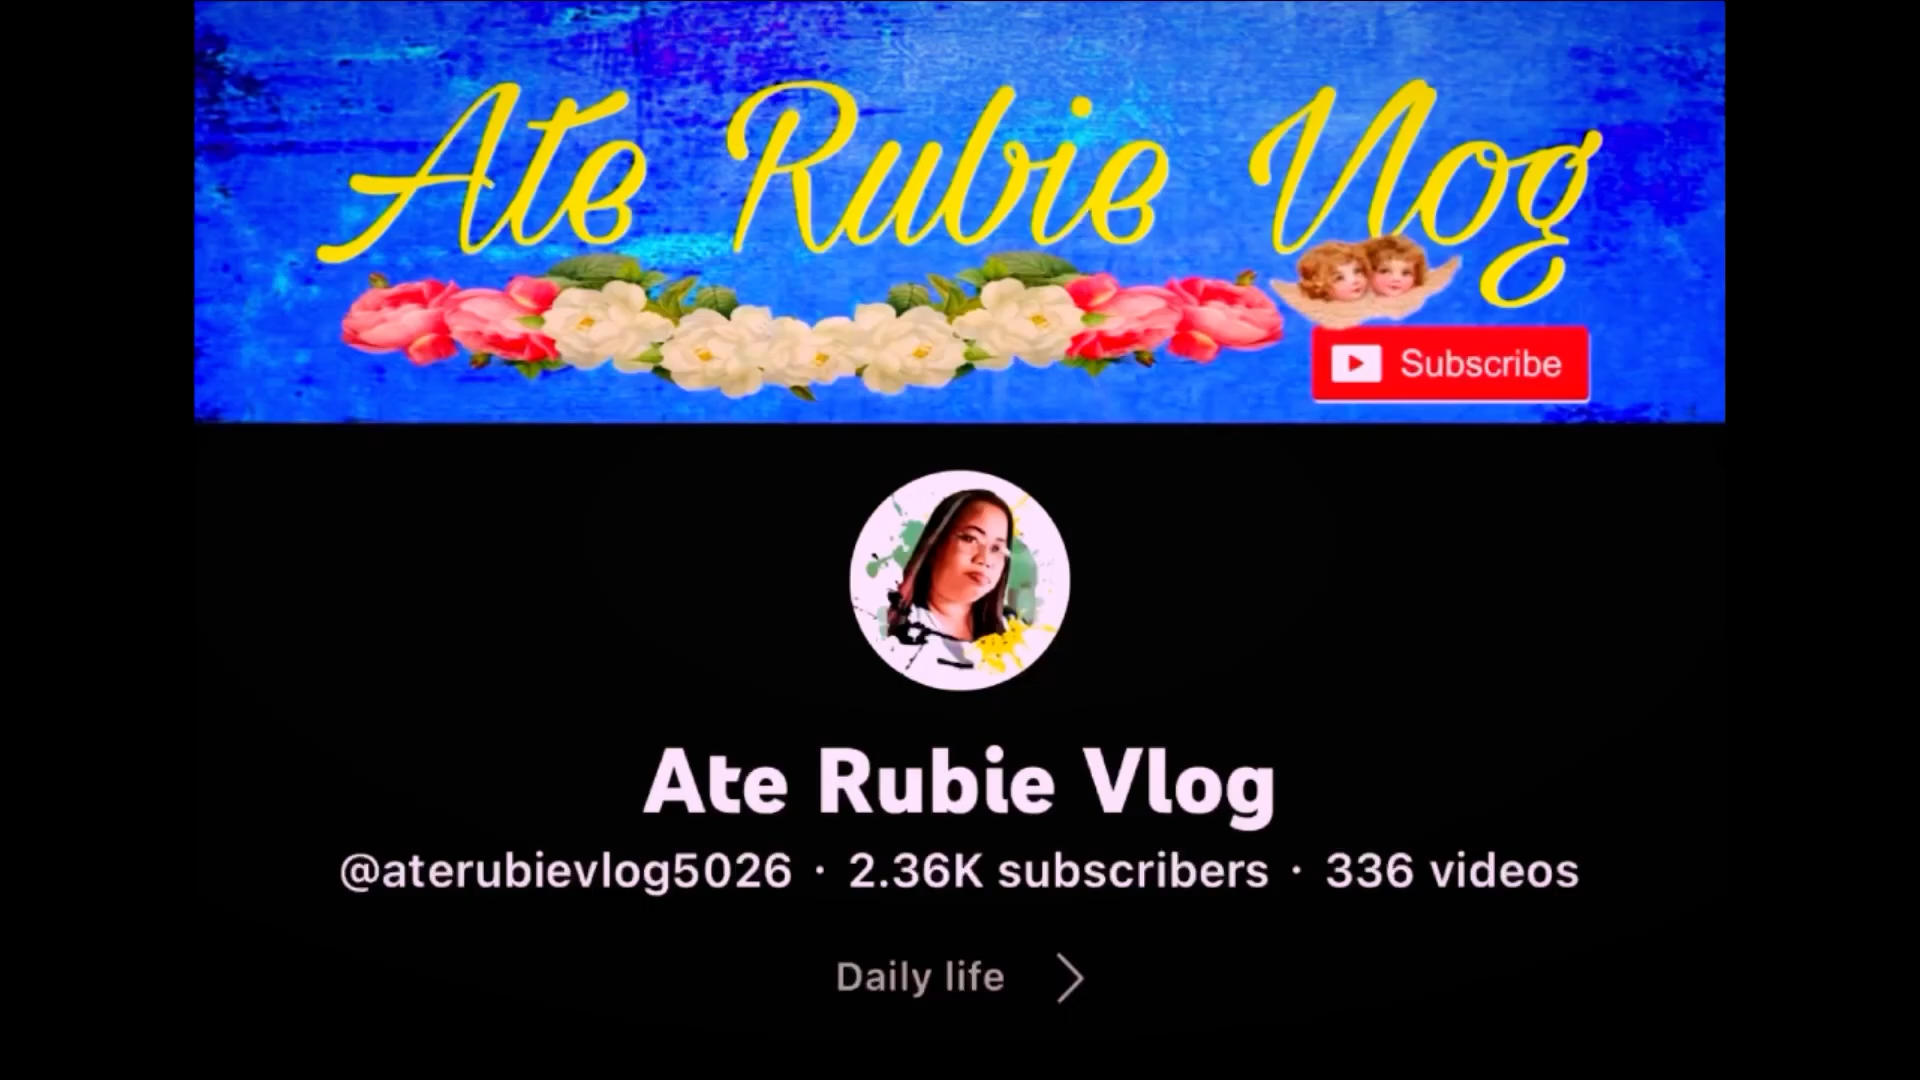 Ate Rubie Vlog
Subscribe
Ate Rubie Vlog
@aterubievlog5026 · 2.36K subscribers · 336 videos
Daily life